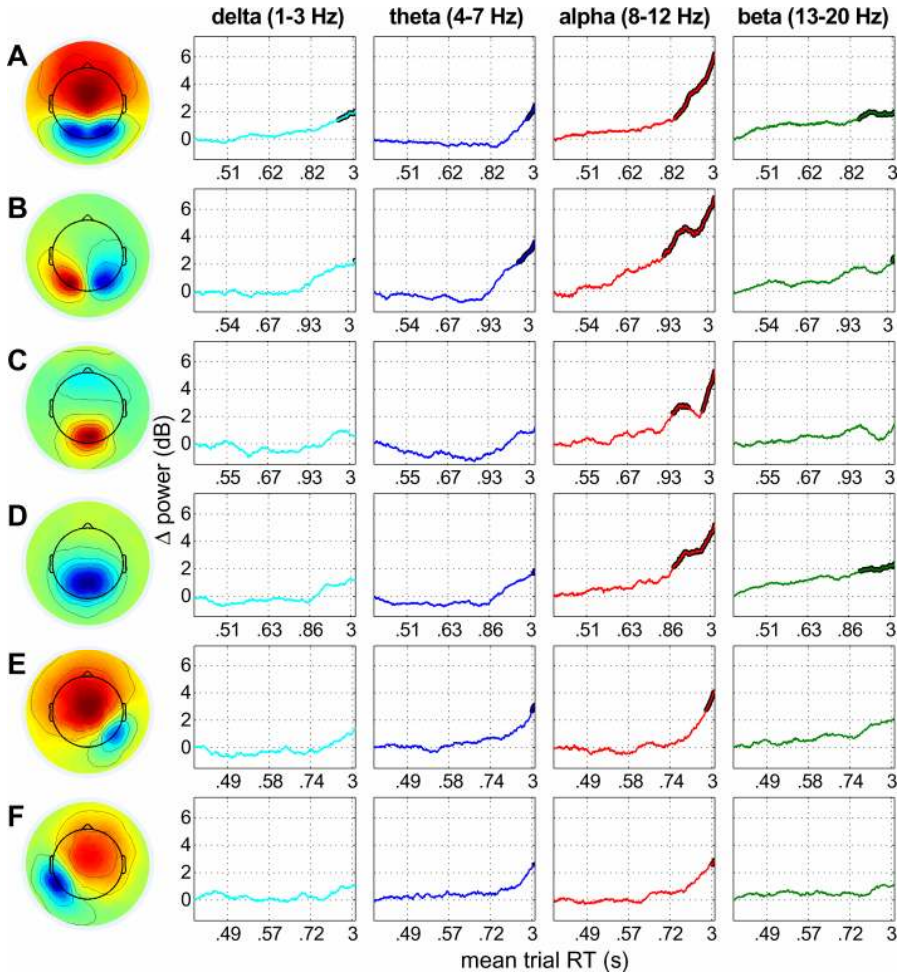 delta (1-3 Hz) theta (4-7 Hz) alpha (8-12 Hz) beta (13-20 Hz)
A
6
4
2
0
.51 .62 .82 3 .51 .62 .82 3 .51 .62 .82 3 .51 .62 .82 3
B
6
4
2
0
.54 .67 .93 3 .54 .67 .93 3 .54 .67 .93 3 .54 .67 .93 3
C
6
4
2
0
.55 .67 .93 3 .55 .67 .93 3 .55 .67 .93 3 .55 .67 .93 3
Δ power (dB)
D
6
4
2
0
.51 .63 .86 3 .51 .63 .86 3 .51 .63 .86 3 .51 .63 .86 3
E
6
4
2
0
.49 .58 .74 3 .49 .58 .74 3 .49 .58 .74 3 .49 .58 .74 3
F
6
4
2
0
.49 .57 .72 3 .49 .57 .72 3 .49 .57 .72 3 .49 .57 .72 3
mean trial RT (s)